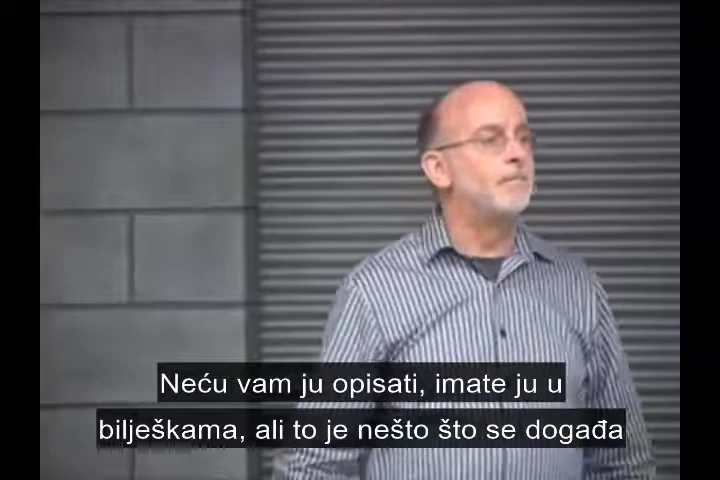 Neću vam ju opisati, imate ju u
bilješkama, ali to je nešto što se događa